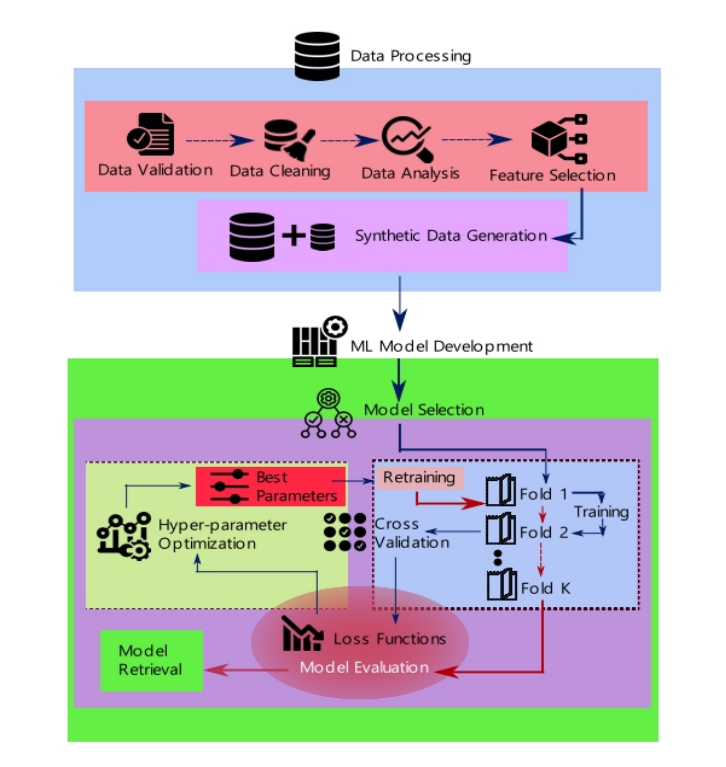 Data Processing
Data Validation
Data Cleaning
Data Analysis
Feature Selection
Synthetic Data Generation
ML Model Development
Model Selection
Best
Parameters
Retraining
Fold 1
Training
Hyper-parameter
Optimization
Cross
Validation
Fold 2
Fold K
Loss Functions
Model Evaluation
Model
Retrieval